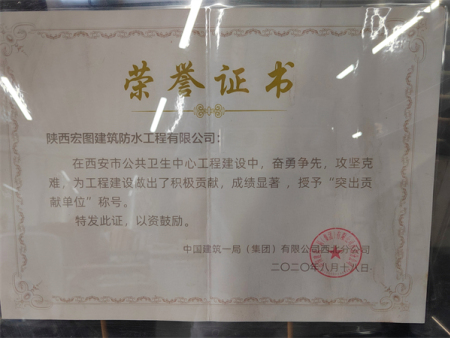 荣誉证书
陕西宏图建筑防水工程有限公司：
在西安市公共卫生中心工程建设中，奋勇争先，攻坚克
难，为工程建设做出了积极贡献，成绩显著，授予“突出贡
献单位”称号。
特发此证，以资鼓励。
中国建筑一局（集团）有限公司西北分公司
二〇二〇年八月十八日